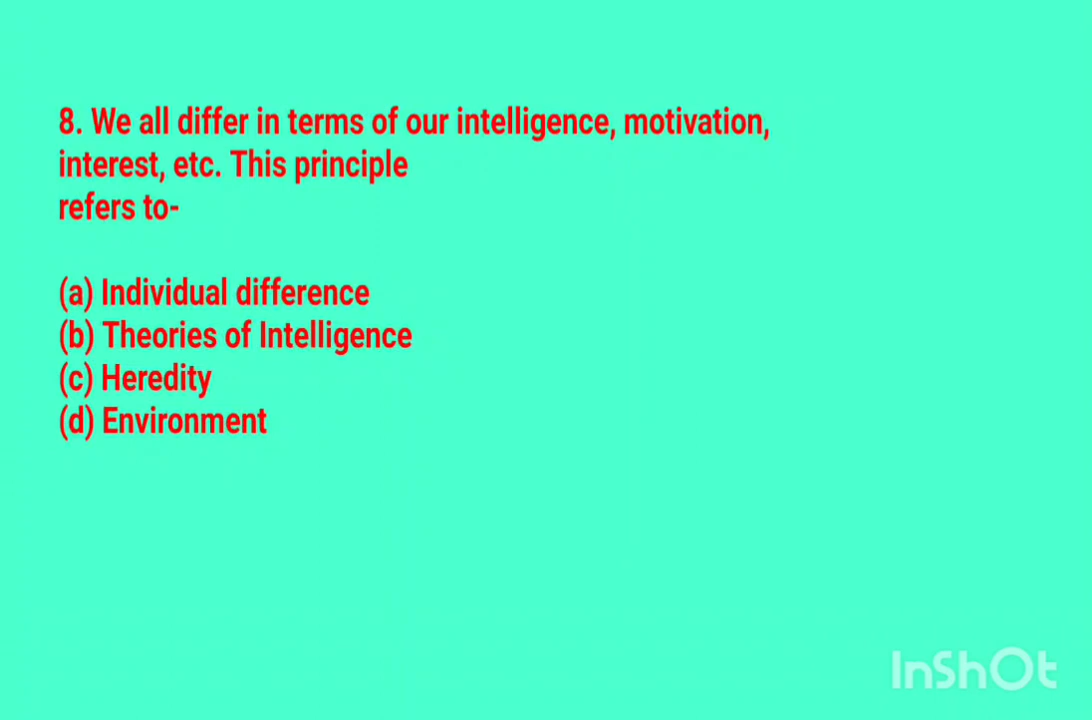 8. We all differ in terms of our intelligence, motivation,
interest, etc. This principle
refers to-
(a) Individual difference
(b) Theories of Intelligence
(c) Heredity
(d) Environment
InShOt